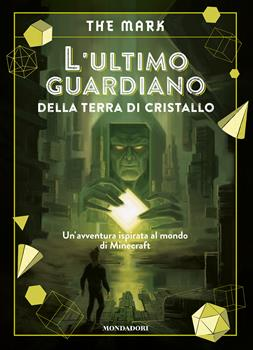 THE MARK
L'ULTIMO
GUARDIANO
DELLA TERRA DI CRISTALLO
Un'avventura ispirata al mondo
di Minecraft
MONDADORI